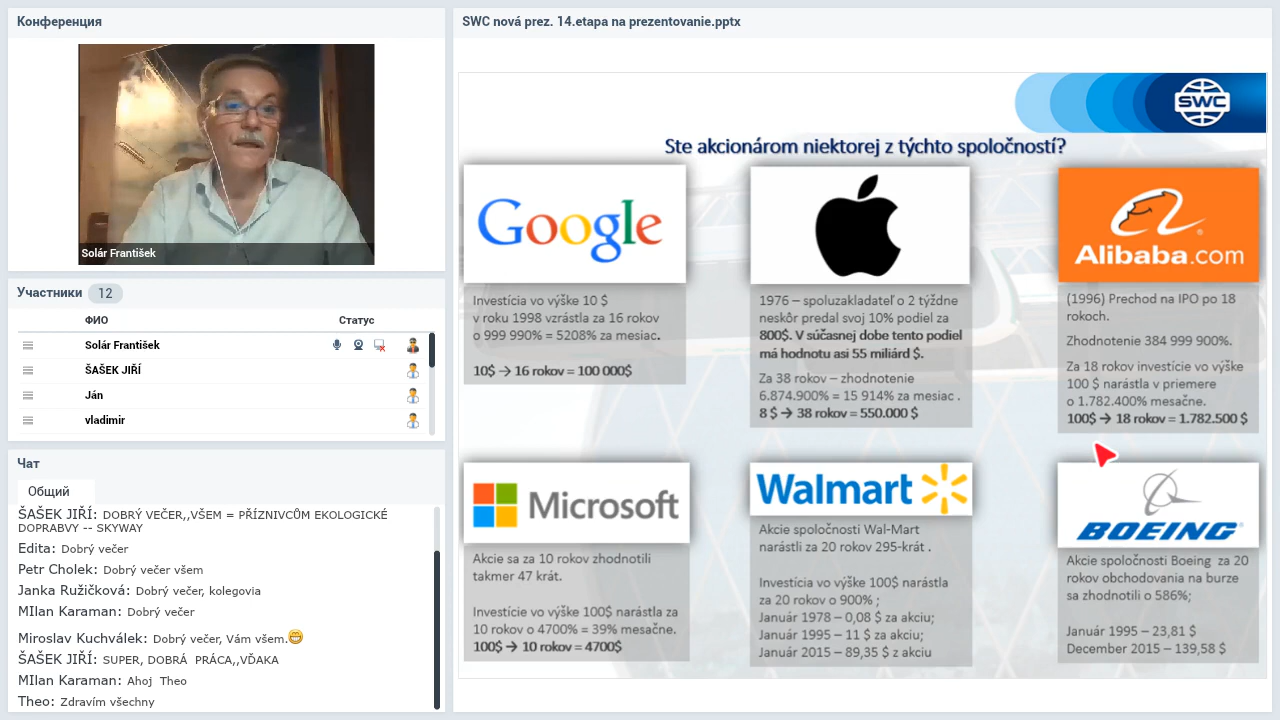 Конференция
Solár František
Участники 12
ФИО Статус
Solár František
ŠAŠEK JIŘÍ
Ján
vladimir
Чат
Общий
ŠAŠEK JIŘÍ: DOBRÝ VEČER,,VŠEM = PŘÍZNIVCŮM EKOLOGICKÉ
DOPRABVY -- SKYWAY
Edita: Dobrý večer
Petr Cholek: Dobrý večer všem
Janka Ružičková: Dobrý večer, kolegovia
MIlan Karaman: Dobrý večer
Miroslav Kuchválek: Dobrý večer, Vám všem.😁
ŠAŠEK JIŘÍ: SUPER, DOBRÁ PRÁCA,,VĎAKA
MIlan Karaman: Ahoj Theo
Theo: Zdravím všechny
SWC nová prez. 14.etapa na prezentovanie.pptx
SWC
Ste akcionárom niektorej z týchto spoločností?
Google
Investícia vo výške 10 $
v roku 1998 vzrástla za 16 rokov
o 999 990% = 5208% za mesiac.
10$ → 16 rokov = 100 000$
1976 – spoluzakladateľ o 2 týždne
neskôr predal svoj 10% podiel za
800$. V súčasnej dobe tento podiel
má hodnotu asi 55 miliárd $.
Za 38 rokov – zhodnotenie
6.874.900% = 15 914% za mesiac .
8 $ → 38 rokov = 550.000 $
Alibaba.com
(1996) Prechod na IPO po 18
rokoch.
Zhodnotenie 384 999 900%.
Za 18 rokov investície vo výške
100 $ narástla v priemere
o 1.782.400% mesačne.
100$ → 18 rokov = 1.782.500 $
Microsoft
Akcie sa za 10 rokov zhodnotili
takmer 47 krát.
Investícia vo výške 100$ narástla za
10 rokov o 4700% = 39% mesačne.
100$ → 10 rokov = 4700$
Walmart
Akcie spoločnosti Wal-Mart
narástli za 20 rokov 295-krát .
Investícia vo výške 100$ narástla
za 20 rokov o 900% ;
Január 1978 – 0,08 $ za akciu;
Január 1995 – 11 $ za akciu;
Január 2015 – 89,35 $ z akciu
BOEING
Akcie spoločnosti Boeing za 20
rokov obchodovania na burze
sa zhodnotili o 586%;
Január 1995 – 23,81 $
December 2015 – 139,58 $